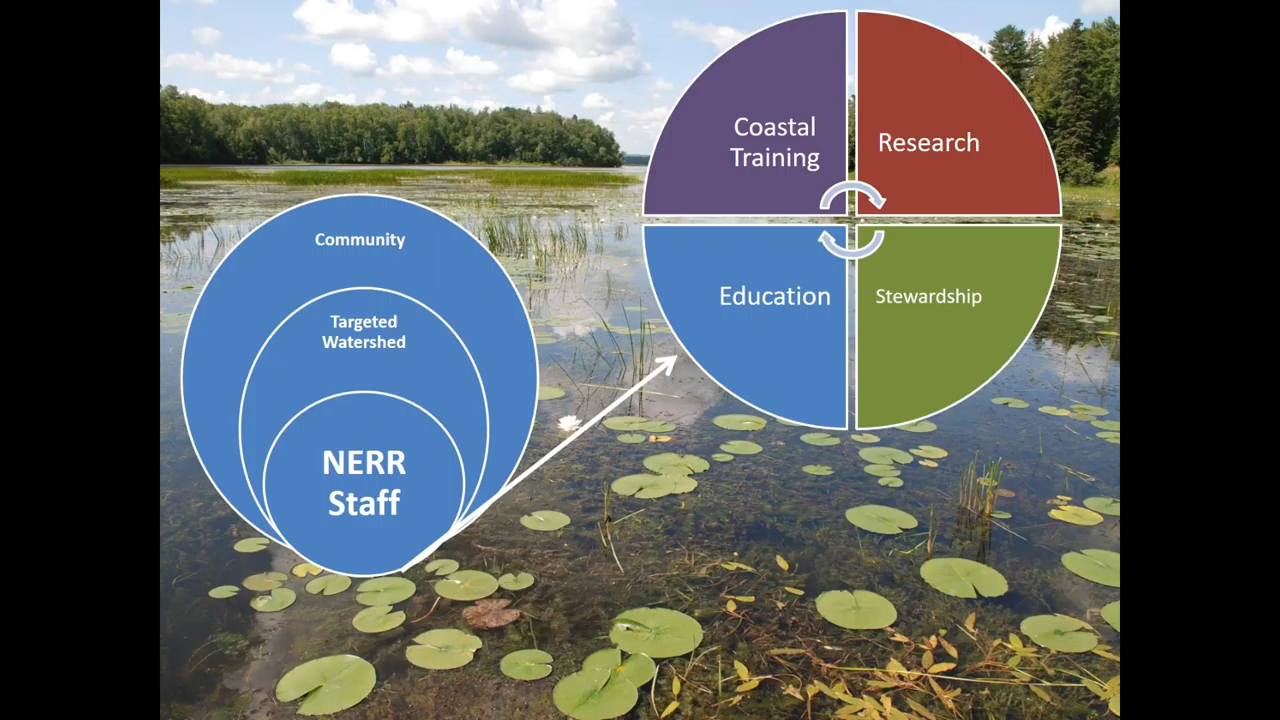 Community
Targeted
Watershed
NERR
Staff
Coastal
Training
Research
Education
Stewardship